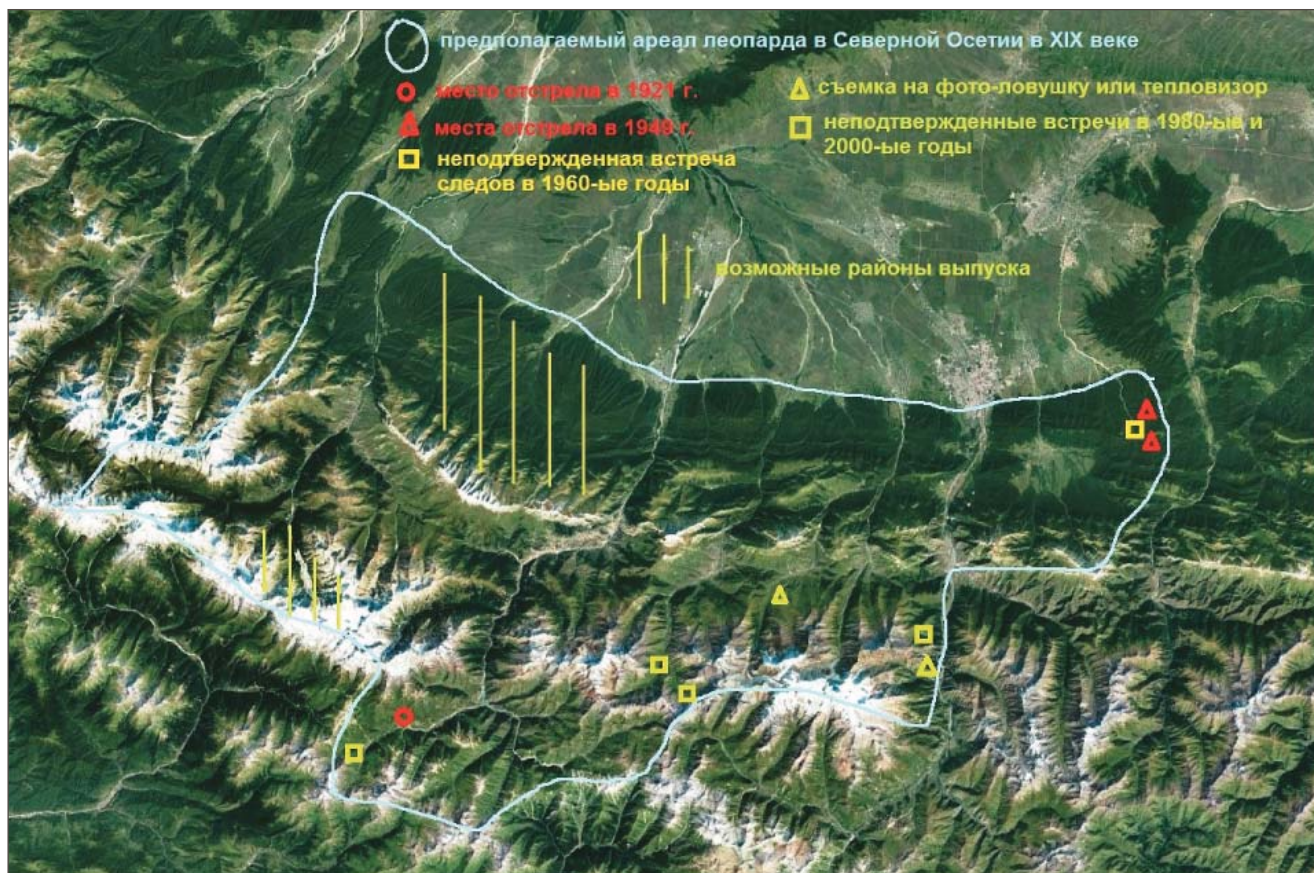 предполагаемый ареал леопарда в Северной Осетии в XIX веке
место отстрела в 1921 г.
места отстрела в 1949 г.
неподтвержденная встреча
следов в 1960-ые годы
съемка на фото-ловушку или тепловизор
неподтвержденные встречи в 1980-ые и
2000-ые годы
возможные районы выпуска